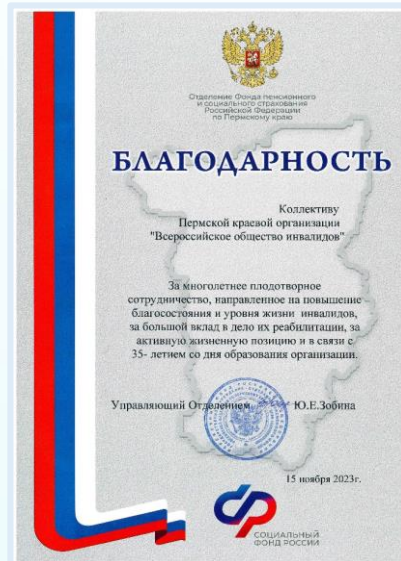 Отделение Фонда пенсионного
и социального страхования
Российской Федерации
по Пермскому краю
БЛАГОДАРНОСТЬ
Коллективу
Пермской краевой организации
"Всероссийское общество инвалидов"
За многолетнее плодотворное
сотрудничество, направленное на повышение
благосостояния и уровня жизни инвалидов,
за большой вклад в дело их реабилитации, за
активную жизненную позицию и в связи с
35- летием со дня образования организации.
Управляющий Отделением Ю.Е.Зобина
15 ноября 2023г.
СОЦИАЛЬНЫЙ
ФОНД РОССИИ